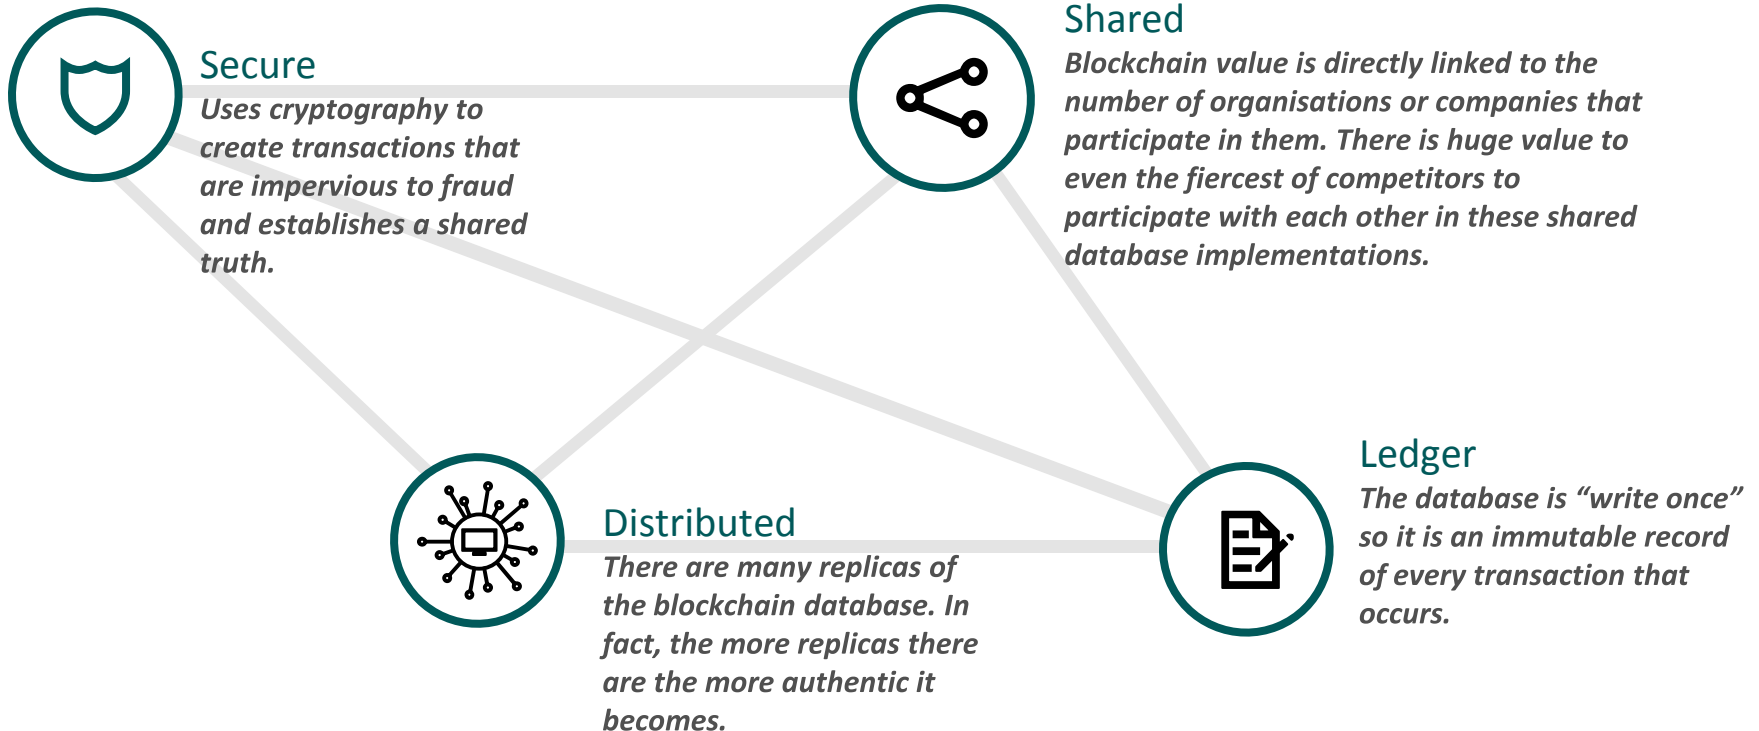 Secure
Uses cryptography to
create transactions that
are impervious to fraud
and establishes a shared
truth.
Shared
Blockchain value is directly linked to the
number of organisations or companies that
participate in them. There is huge value to
even the fiercest of competitors to
participate with each other in these shared
database implementations.
Distributed
There are many replicas of
the blockchain database. In
fact, the more replicas there
are the more authentic it
becomes.
Ledger
The database is “write once”
so it is an immutable record
of every transaction that
occurs.